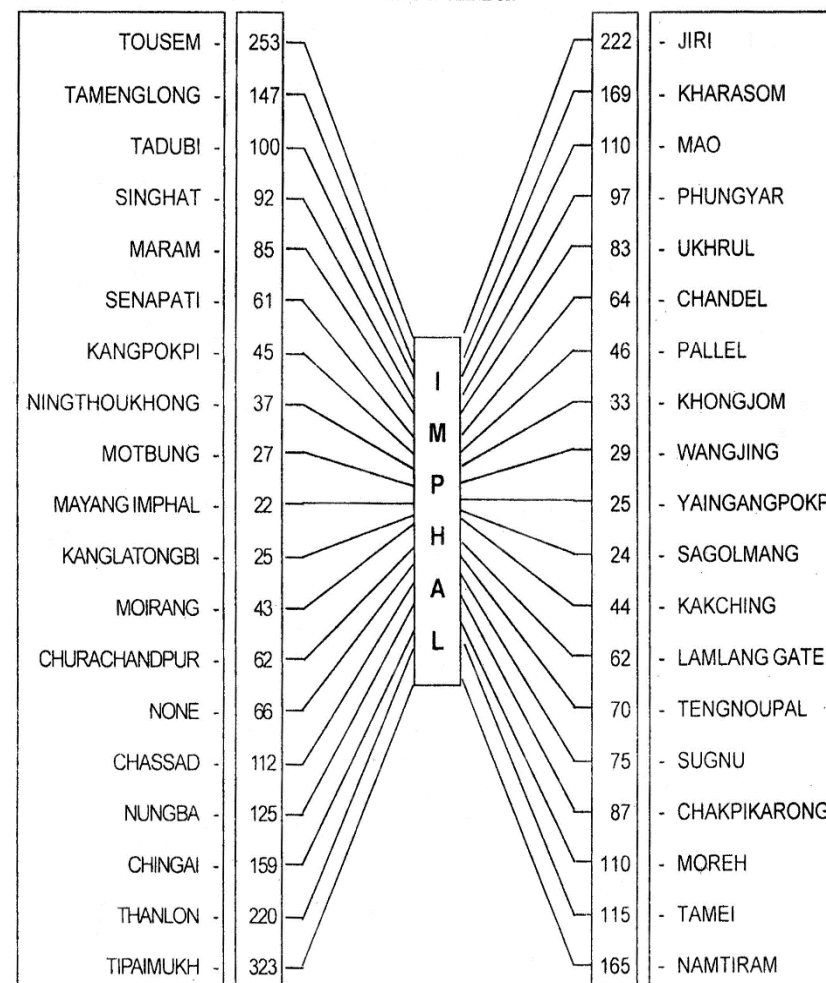 TOUSEM - 253 222 - JIRI
TAMENGLONG - 147 169 - KHARASOM
TADUBI - 100 110 - MAO
SINGHAT - 92 97 - PHUNGYAR
MARAM - 85 83 - UKHRUL
SENAPATI - 61 64 - CHANDEL
KANGPOKPI - 45 46 - PALLEL
NINGTHOUKHONG - 37 33 - KHONGJOM
MOTBUNG - 27 29 - WANGJING
MAYANG IMPHAL - 22 25 - YAINGANGPOKP
KANGLATONGBI - 25 24 - SAGOLMANG
MOIRANG - 43 44 - KAKCHING
CHURACHANDPUR - 62 62 - LAMLANG GATE
NONE - 66 70 - TENGNOUPAL
CHASSAD - 112 75 - SUGNU
NUNGBA - 125 87 - CHAKPIKARONG
CHINGAI - 159 110 - MOREH
THANLON - 220 115 - TAMEI
TIPAIMUKH - 323 165 - NAMTIRAM
IMPHAL